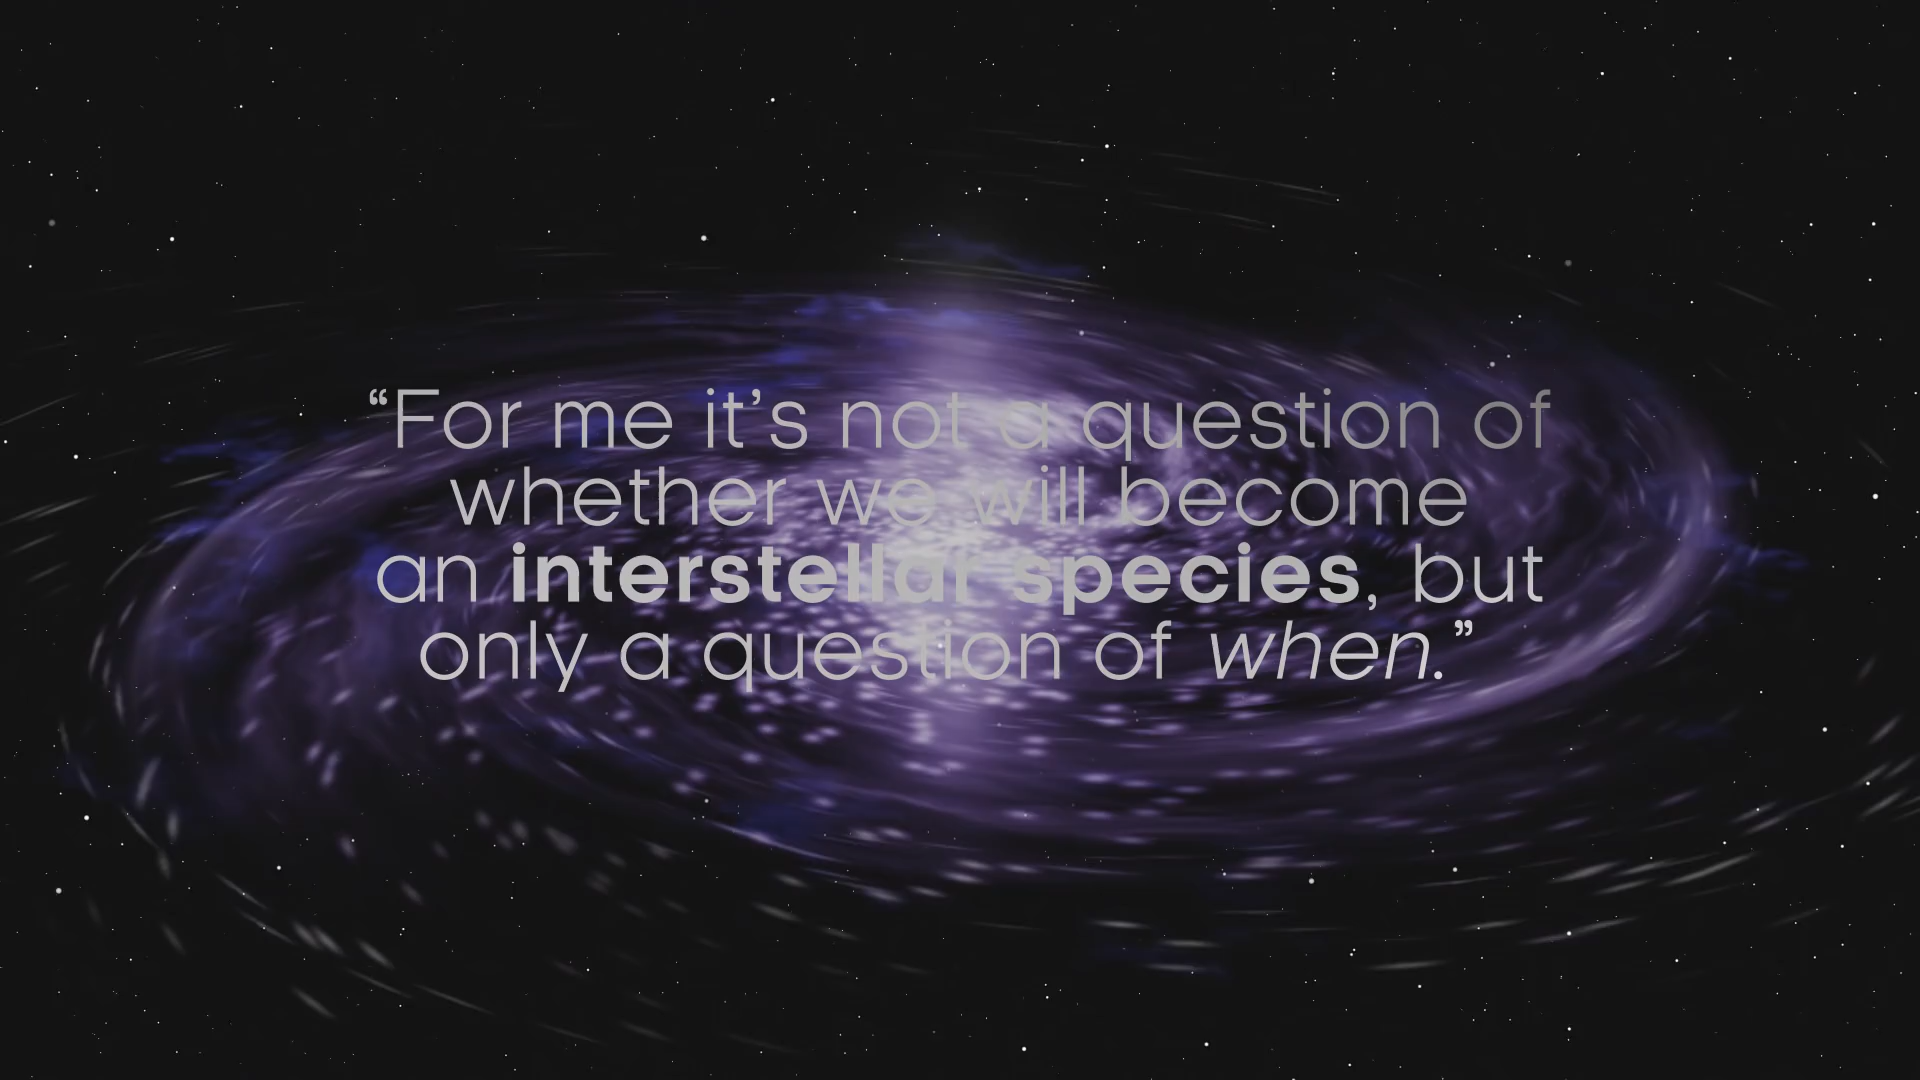 “For me it’s not a question of
whether we will become
an interstellar species, but
only a question of when.”